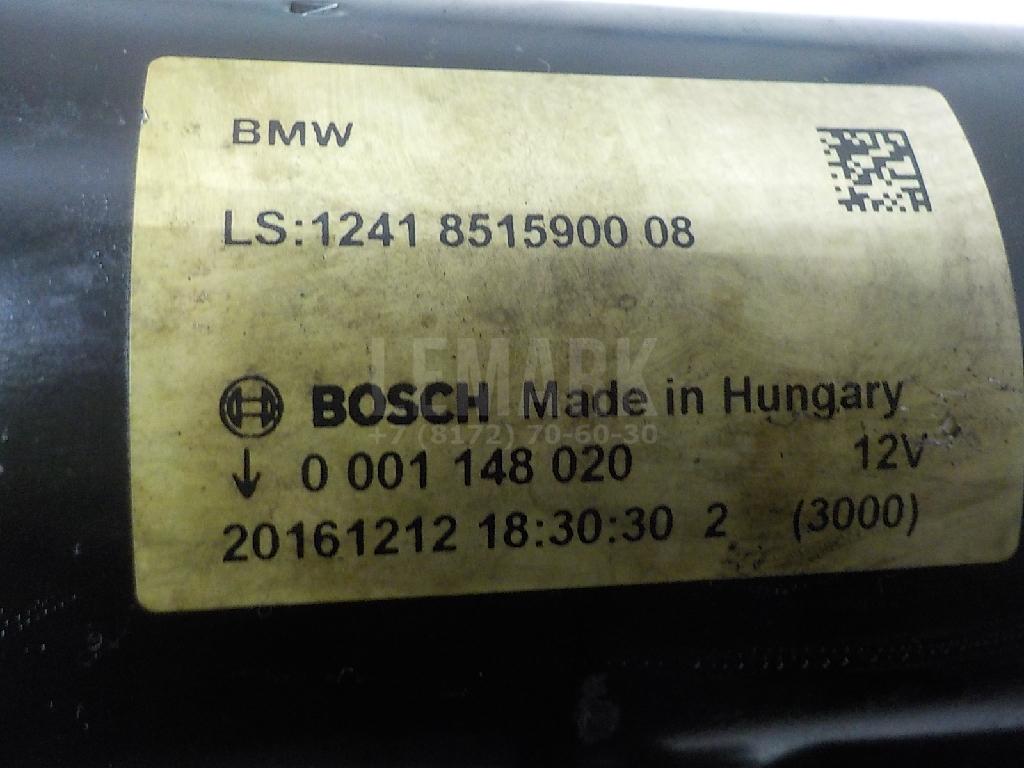 BMW
LS:1241 8515900 08
LEMARK
BOSCH Made in Hungary
+7 (8172) 70-60-30
↓ 0 001 148 020 12V
20161212 18:30:30 2 (3000)